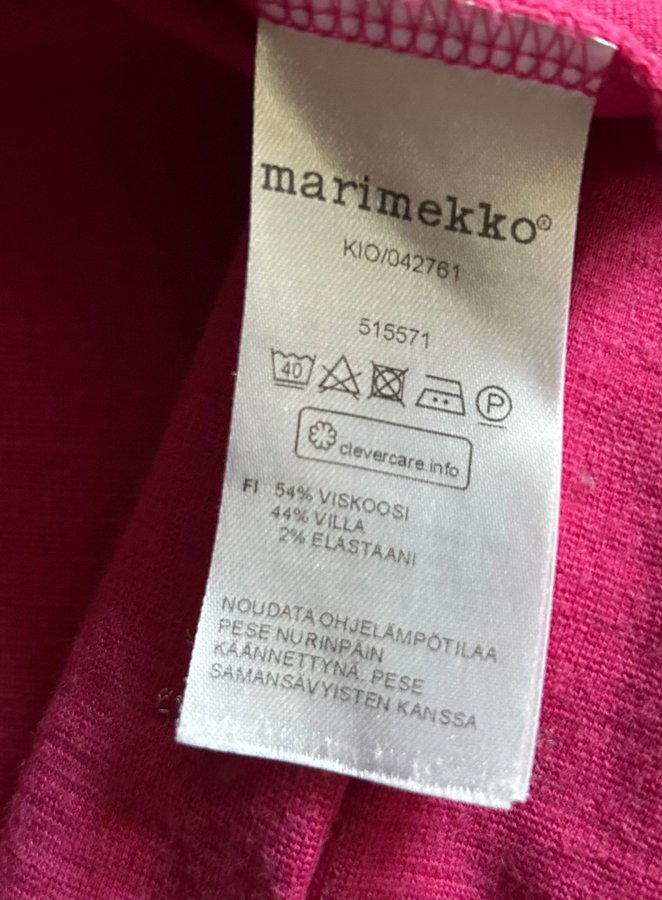 marimekko®
KIO/042761
515571
40 P
clevercare.info
FI 54% VISKOOSI
44% VILLA
2% ELASTAANI
NOUDATA OHJELÄMPÖTILAA
PESE NURINPÄIN
KÄÄNNETTYNÄ. PESE
SAMANSÄVYISTEN KANSSA